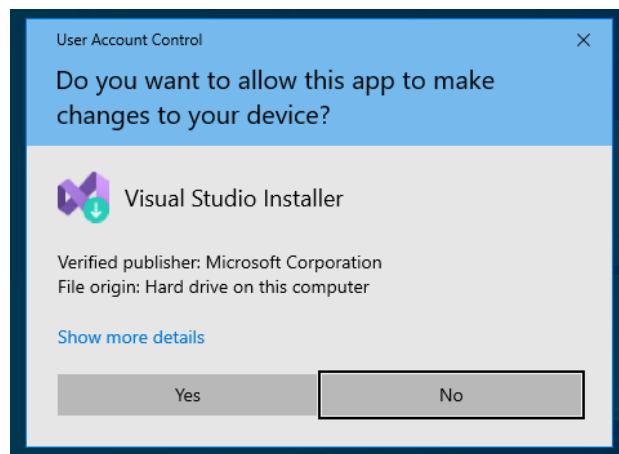 User Account Control
Do you want to allow this app to make
changes to your device?
Visual Studio Installer
Verified publisher: Microsoft Corporation
File origin: Hard drive on this computer
Show more details
Yes
No